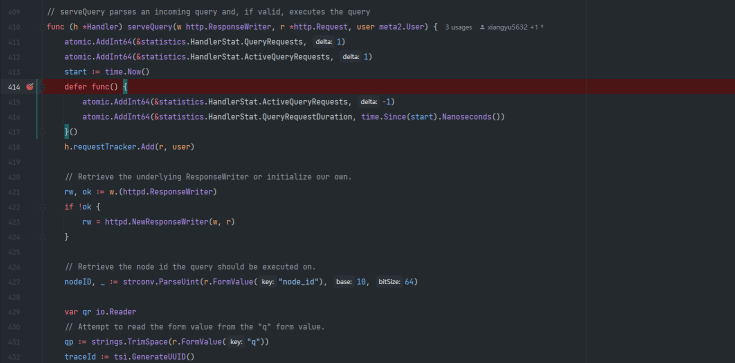 409 // serveQuery parses an incoming query and, if valid, executes the query
410 func (h *Handler) serveQuery(w http.ResponseWriter, r *http.Request, user meta2.User) { 3 usages xiangyu5632 +1 *
411 atomic.AddInt64(&statistics.HandlerStat.QueryRequests, delta: 1)
412 atomic.AddInt64(&statistics.HandlerStat.ActiveQueryRequests, delta: 1)
413 start := time.Now()
414 defer func() {
415 atomic.AddInt64(&statistics.HandlerStat.ActiveQueryRequests, delta: -1)
416 atomic.AddInt64(&statistics.HandlerStat.QueryRequestDuration, time.Since(start).Nanoseconds())
417 }()
418 h.requestTracker.Add(r, user)
419
420 // Retrieve the underlying ResponseWriter or initialize our own.
421 rw, ok := w.(httpd.ResponseWriter)
422 if !ok {
423 rw = httpd.NewResponseWriter(w, r)
424 }
425
426 // Retrieve the node id the query should be executed on.
427 nodeID, _ := strconv.ParseUint(r.FormValue( key: "node_id"), base: 10, bitSize: 64)
428
429 var qr io.Reader
430 // Attempt to read the form value from the "q" form value.
431 qp := strings.TrimSpace(r.FormValue( key: "q"))
432 traceId := tsi.GenerateUUID()